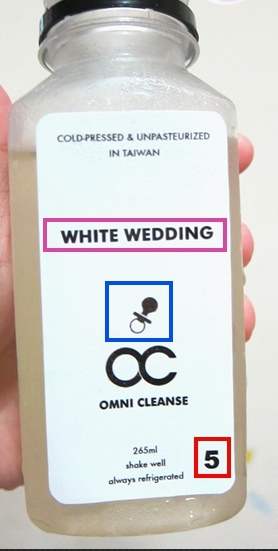 COLD-PRESSED & UNPASTEURIZED
IN TAIWAN
WHITE WEDDING
OC
OMNI CLEANSE
265ml
shake well
always refrigerated
5